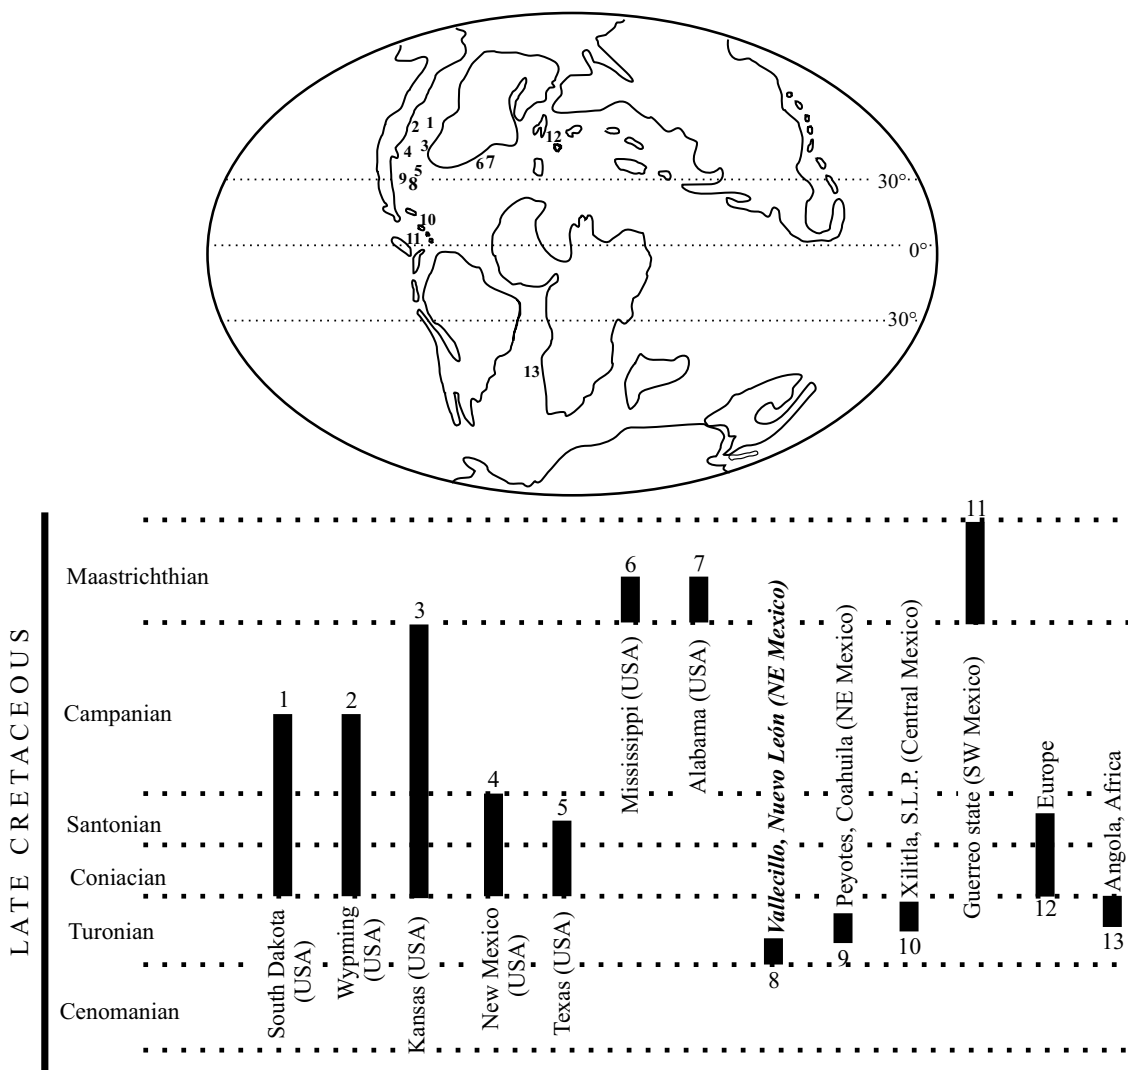 1
2
3
4
5
6 7
8
9
12
30°
10
11
0°
30°
13
LATE CRETACEOUS
Maastrichthian
Campanian
Santonian
Coniacian
Turonian
Cenomanian
1
South Dakota
(USA)
2
Wypming
(USA)
3
Kansas (USA)
4
New Mexico
(USA)
5
Texas (USA)
6
Mississippi (USA)
7
Alabama (USA)
Vallecillo, Nuevo León (NE Mexico)
8
Peyotes, Coahuila (NE Mexico)
9
Xilitla, S.L.P. (Central Mexico)
10
11
Guerreo state (SW Mexico)
Europe
12
Angola, Africa
13